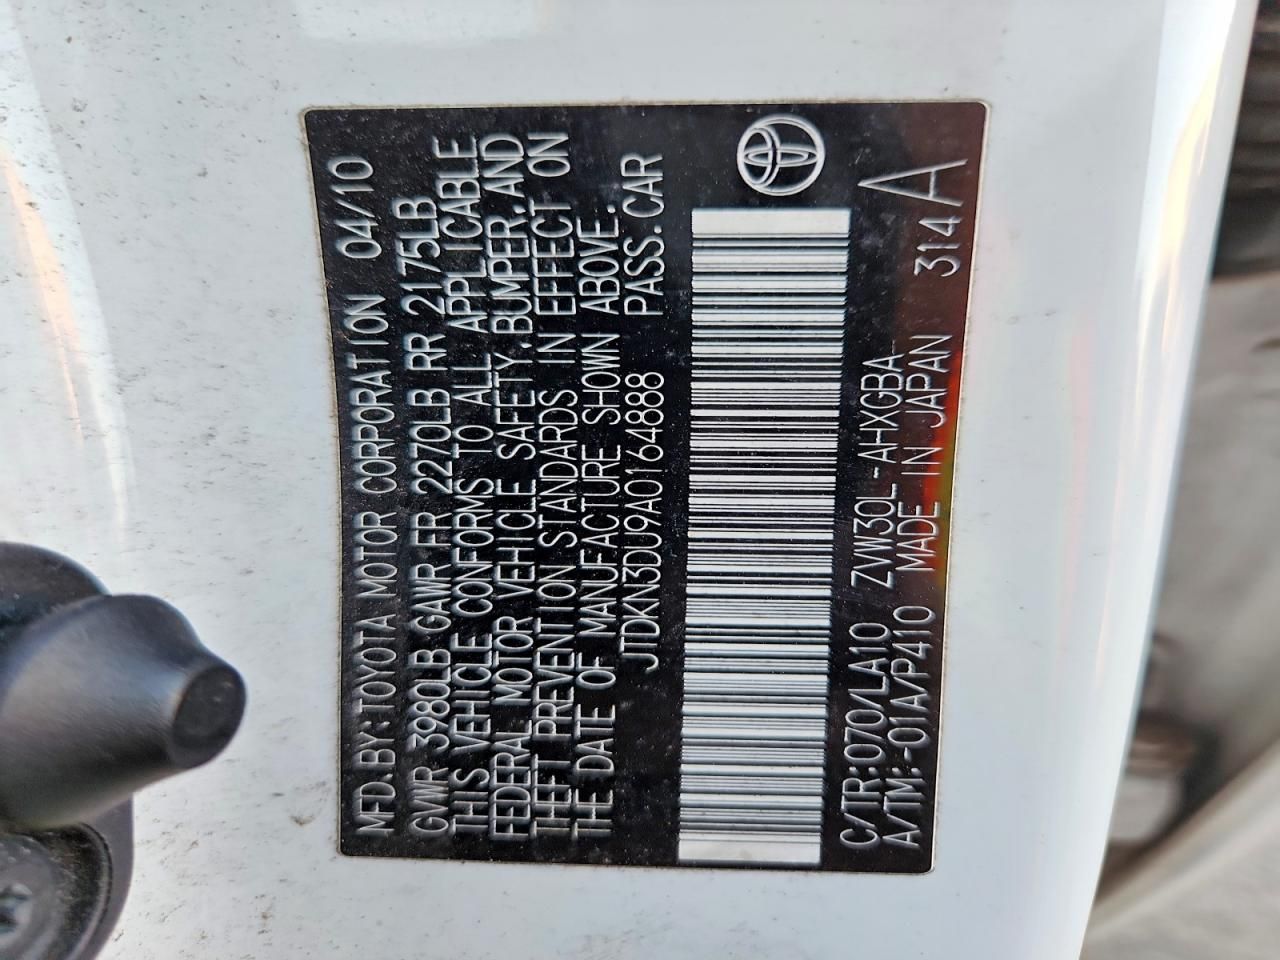 MFD.BY:TOYOTA MOTOR CORPORATION 04/10
GVWR 3980LB GAWR FR 2270LB RR 2175LB
THIS VEHICLE CONFORMS TO ALL APPLICABLE
FEDERAL MOTOR VEHICLE SAFETY,BUMPER,AND
THEFT PREVENTION STANDARDS IN EFFECT ON
THE DATE OF MANUFACTURE SHOWN ABOVE.
JTDKN3DU9A0164888 PASS.CAR
C/TR:070/LA10 ZVW30L-AHXGBA
A/TM:-01A/P410 MADE IN JAPAN 314 A